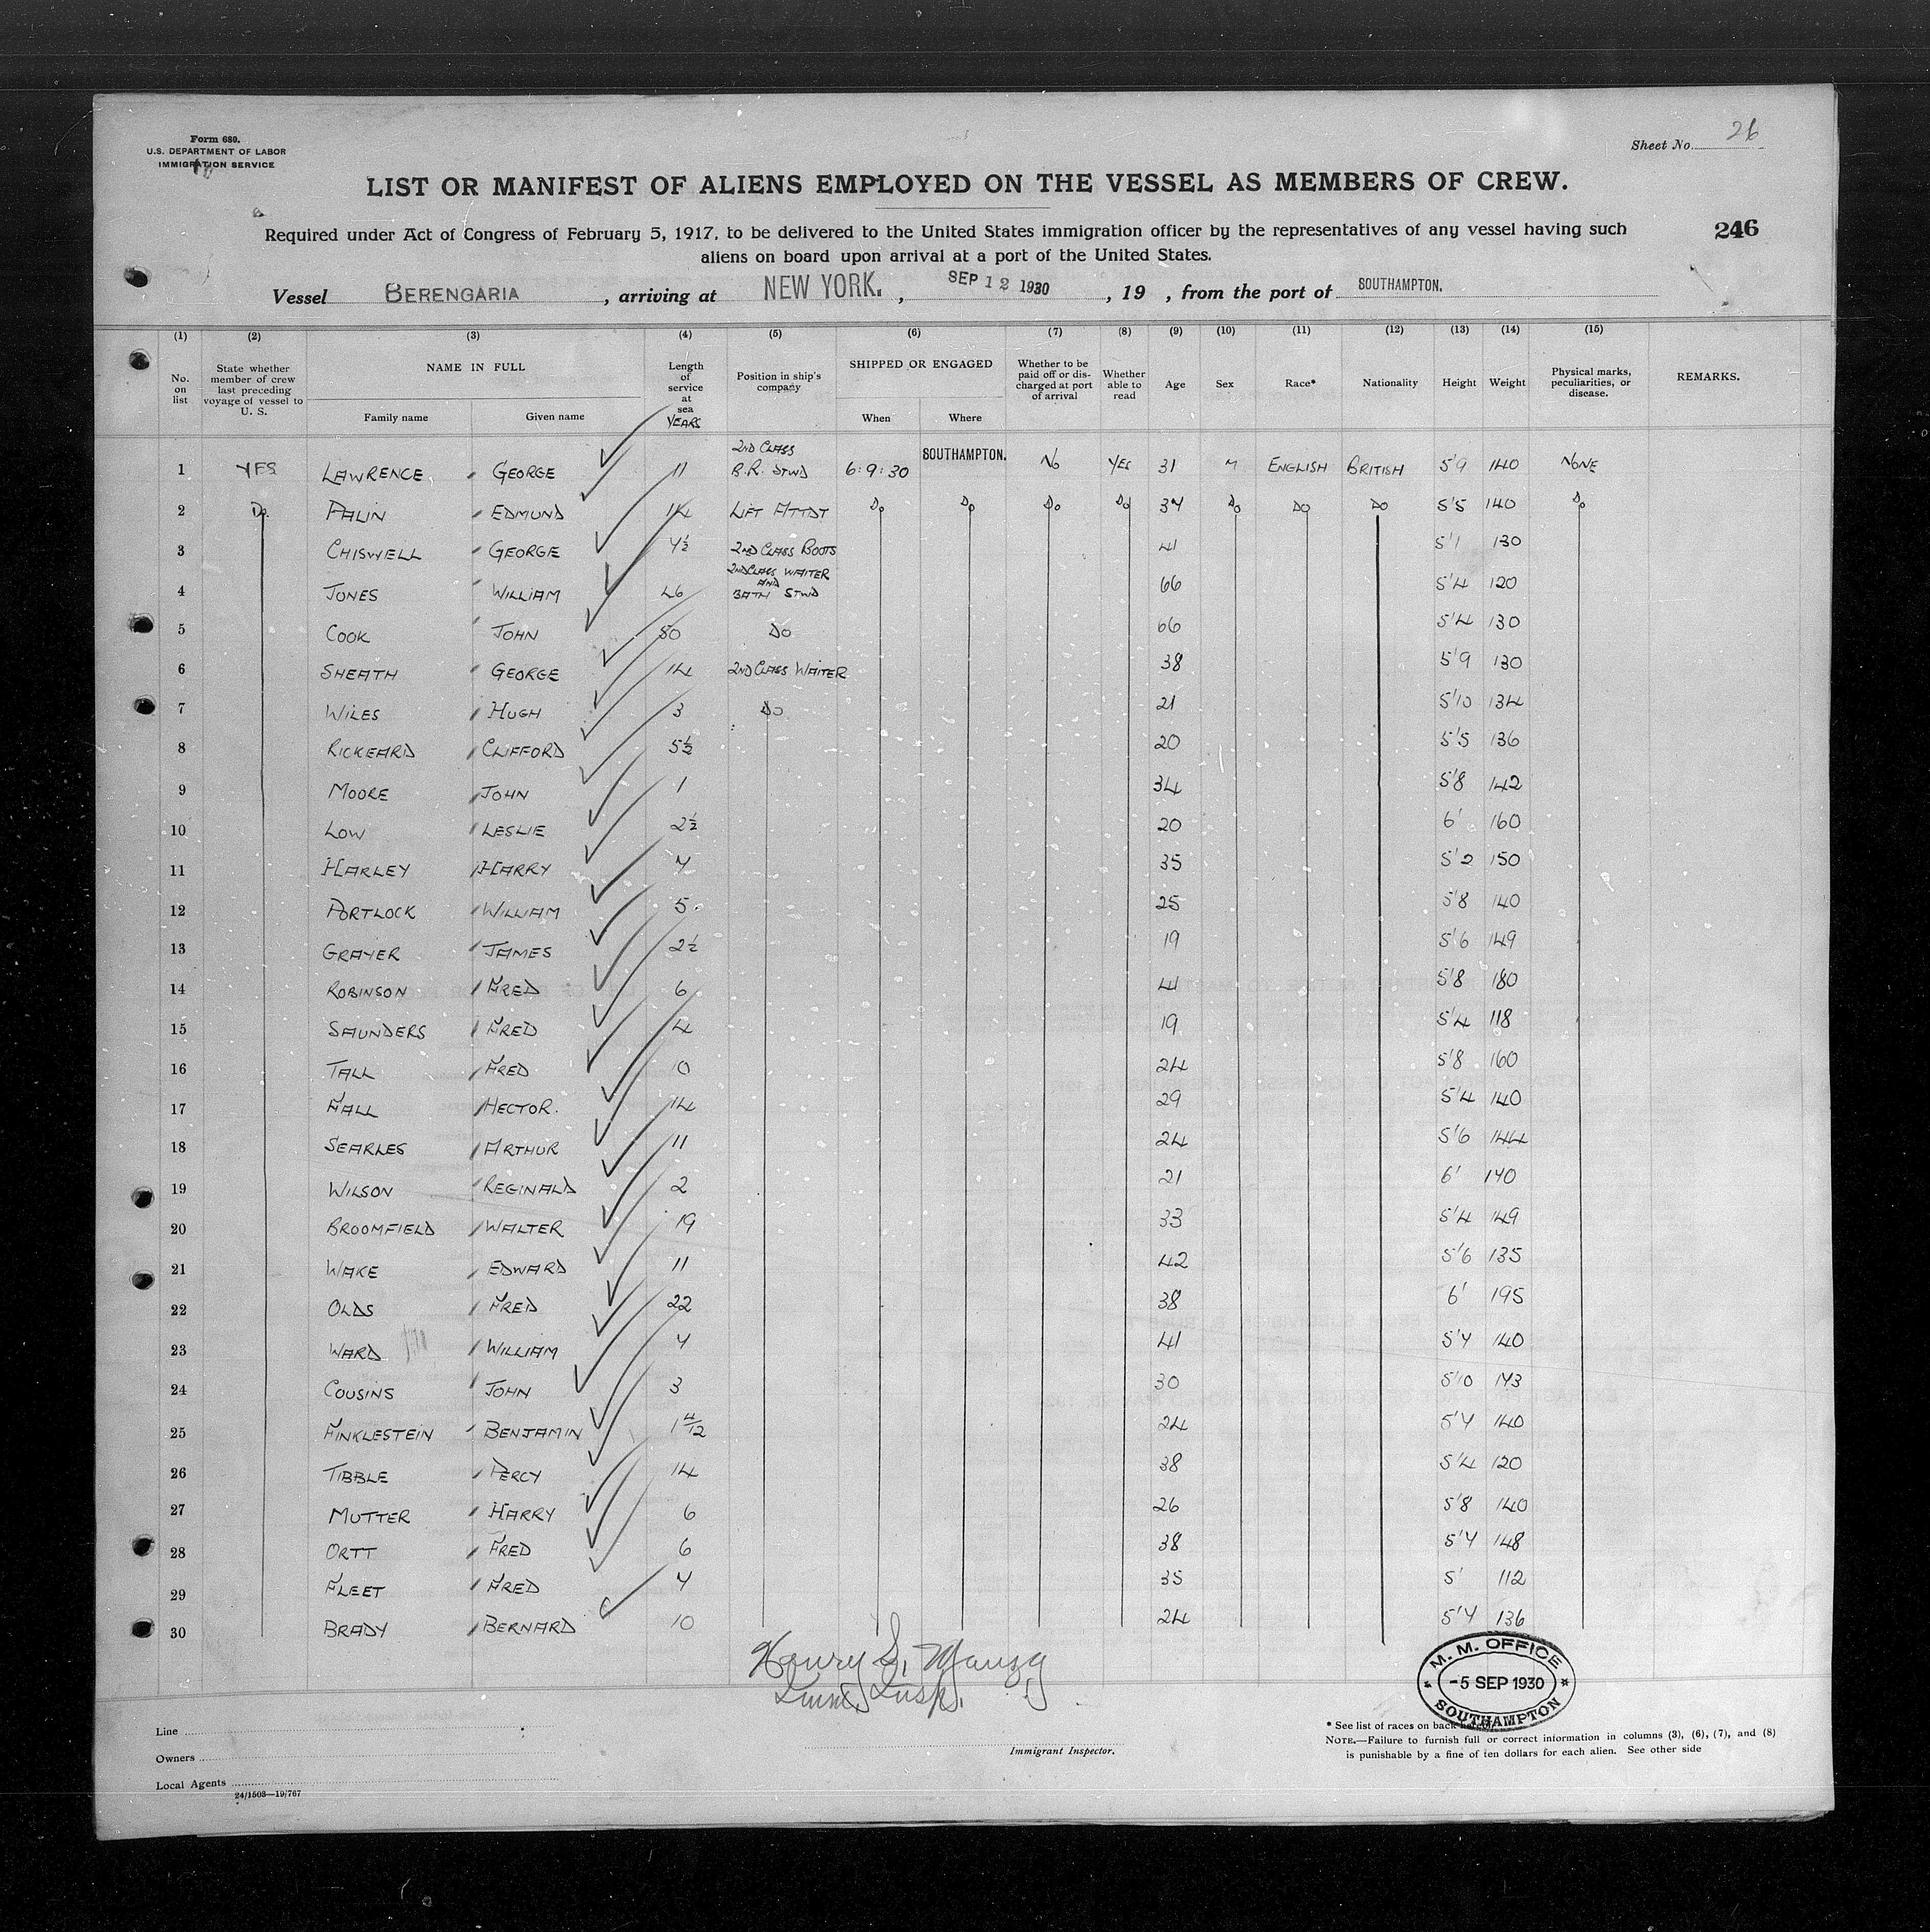 Form 680.
U.S. DEPARTMENT OF LABOR
IMMIGRATION SERVICE
Sheet No. 26
LIST OR MANIFEST OF ALIENS EMPLOYED ON THE VESSEL AS MEMBERS OF CREW.
246
Required under Act of Congress of February 5, 1917, to be delivered to the United States immigration officer by the representatives of any vessel having such
aliens on board upon arrival at a port of the United States.
Vessel BERENGARIA, arriving at NEW YORK., SEP 12 1930, 19 , from the port of SOUTHAMPTON.
(1) (2) (3) (4) (5) (6) (7) (8) (9) (10) (11) (12) (13) (14) (15)
No. on list State whether member of crew last preceding voyage of vessel to U. S. NAME IN FULL Family name Given name Length of service at sea YEARS Position in ship's company SHIPPED OR ENGAGED When Where Whether to be paid off or discharged at port of arrival Whether able to read Age Sex Race* Nationality Height Weight Physical marks, peculiarities, or disease. REMARKS.
1 YES LAWRENCE GEORGE 11 2ND CLASS B.R. STWD 6:9:30 SOUTHAMPTON. NO YES 31 M ENGLISH BRITISH 5'9 140 NONE
2 Do PALIN EDMUND 14 LIFT ATTDT Do Do Do Do 37 Do Do Do 5'5 140 Do
3 CHISWELL GEORGE 7½ 2ND CLASS BOOTS 41 5'1 130
4 JONES WILLIAM 46 2ND CLASS WAITER AND BATH STWD 66 5'4 120
5 COOK JOHN 50 Do 66 5'4 130
6 SHEATH GEORGE 14 2ND CLASS WAITER 38 5'9 130
7 WILES HUGH 3 Do 21 5'10 134
8 RICKEARD CLIFFORD 5½ 20 5'5 136
9 MOORE JOHN 1 34 5'8 142
10 LOW LESLIE 2½ 20 6' 160
11 HARLEY HARRY 7 35 5'2 150
12 PORTLOCK WILLIAM 5 25 5'8 140
13 GRAYER JAMES 2½ 19 5'6 149
14 ROBINSON FRED 6 41 5'8 180
15 SAUNDERS FRED 4 19 5'4 118
16 TALL FRED 10 24 5'8 160
17 FALL HECTOR. 14 29 5'4 140
18 SEARLES ARTHUR 11 24 5'6 144
19 WILSON REGINALD 2 21 6' 170
20 BROOMFIELD WALTER 19 33 5'4 149
21 WAKE EDWARD 11 42 5'6 135
22 OLDS FRED 22 38 6' 195
23 WARD WILLIAM 7 41 5'7 140
24 COUSINS JOHN 3 30 5'10 173
25 FINKLESTEIN BENJAMIN 1 4/12 24 5'7 140
26 TIBBLE PERCY 14 38 5'4 120
27 MUTTER HARRY 6 26 5'8 140
28 ORTT FRED 6 38 5'7 148
29 FLEET FRED 7 35 5' 112
30 BRADY BERNARD 10 24 5'7 136
Immigrant Inspector.
M. M. OFFICE
-5 SEP 1930
SOUTHAMPTON
Line
Owners
Local Agents
24/1503—19/767
* See list of races on back
NOTE.—Failure to furnish full or correct information in columns (3), (6), (7), and (8)
is punishable by a fine of ten dollars for each alien. See other side